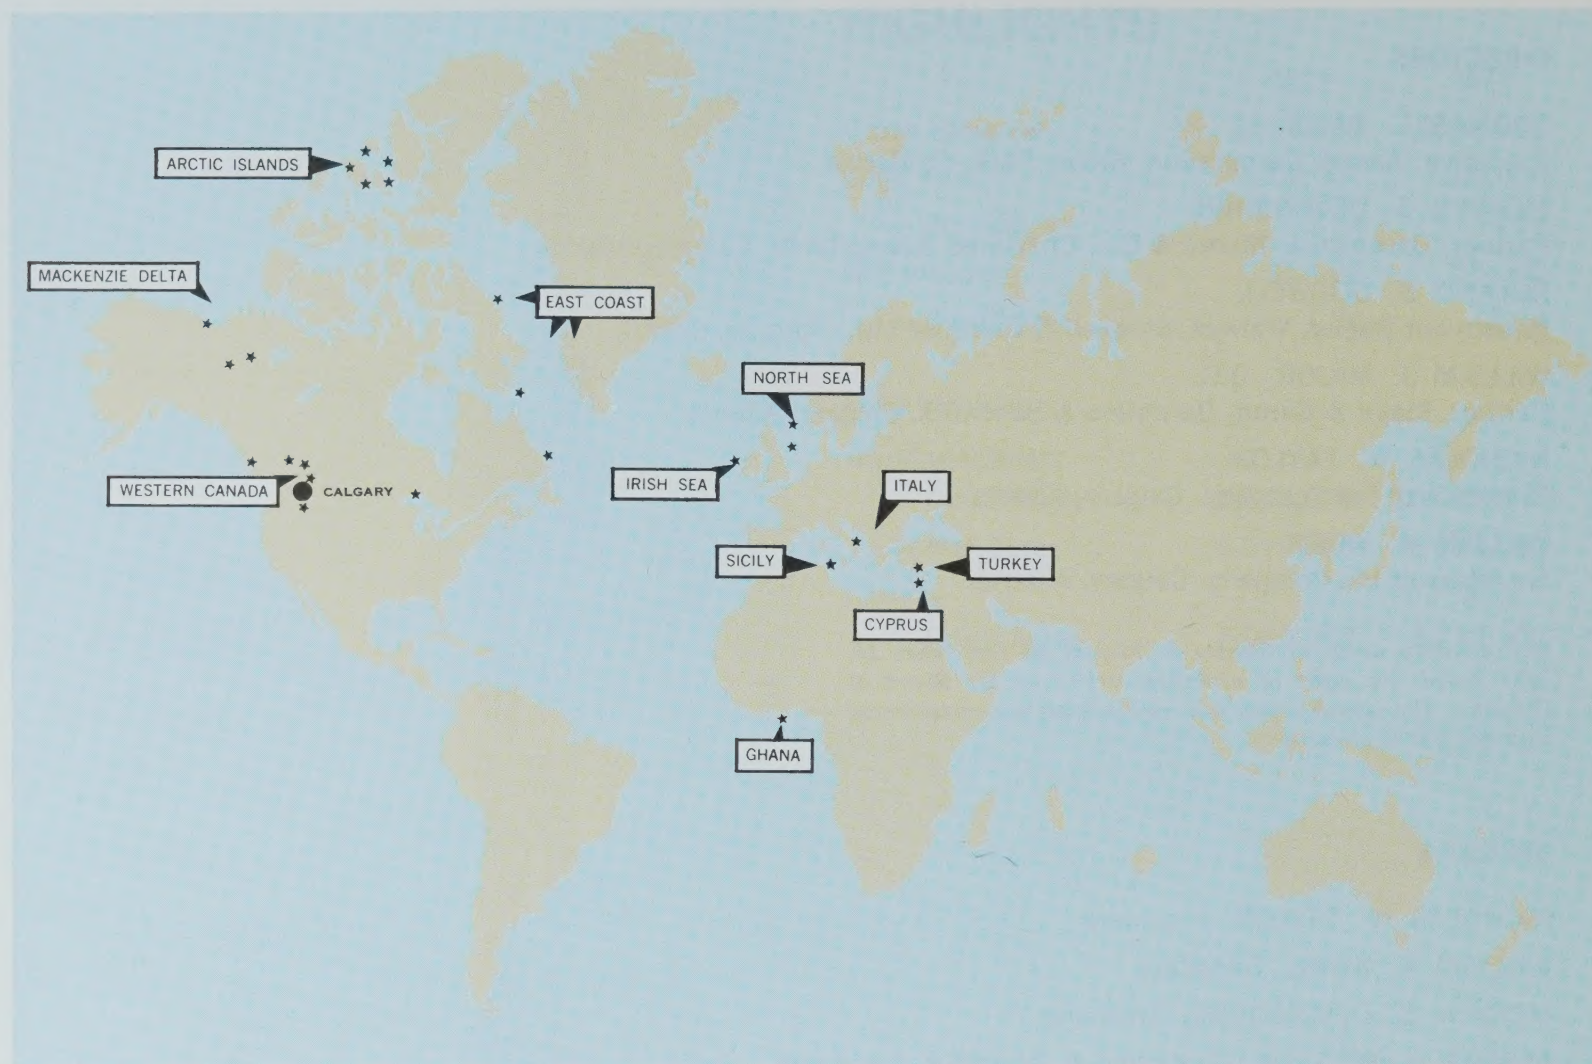 ARCTIC ISLANDS
MACKENZIE DELTA
EAST COAST
NORTH SEA
WESTERN CANADA
CALGARY
IRISH SEA
ITALY
SICILY
TURKEY
CYPRUS
GHANA